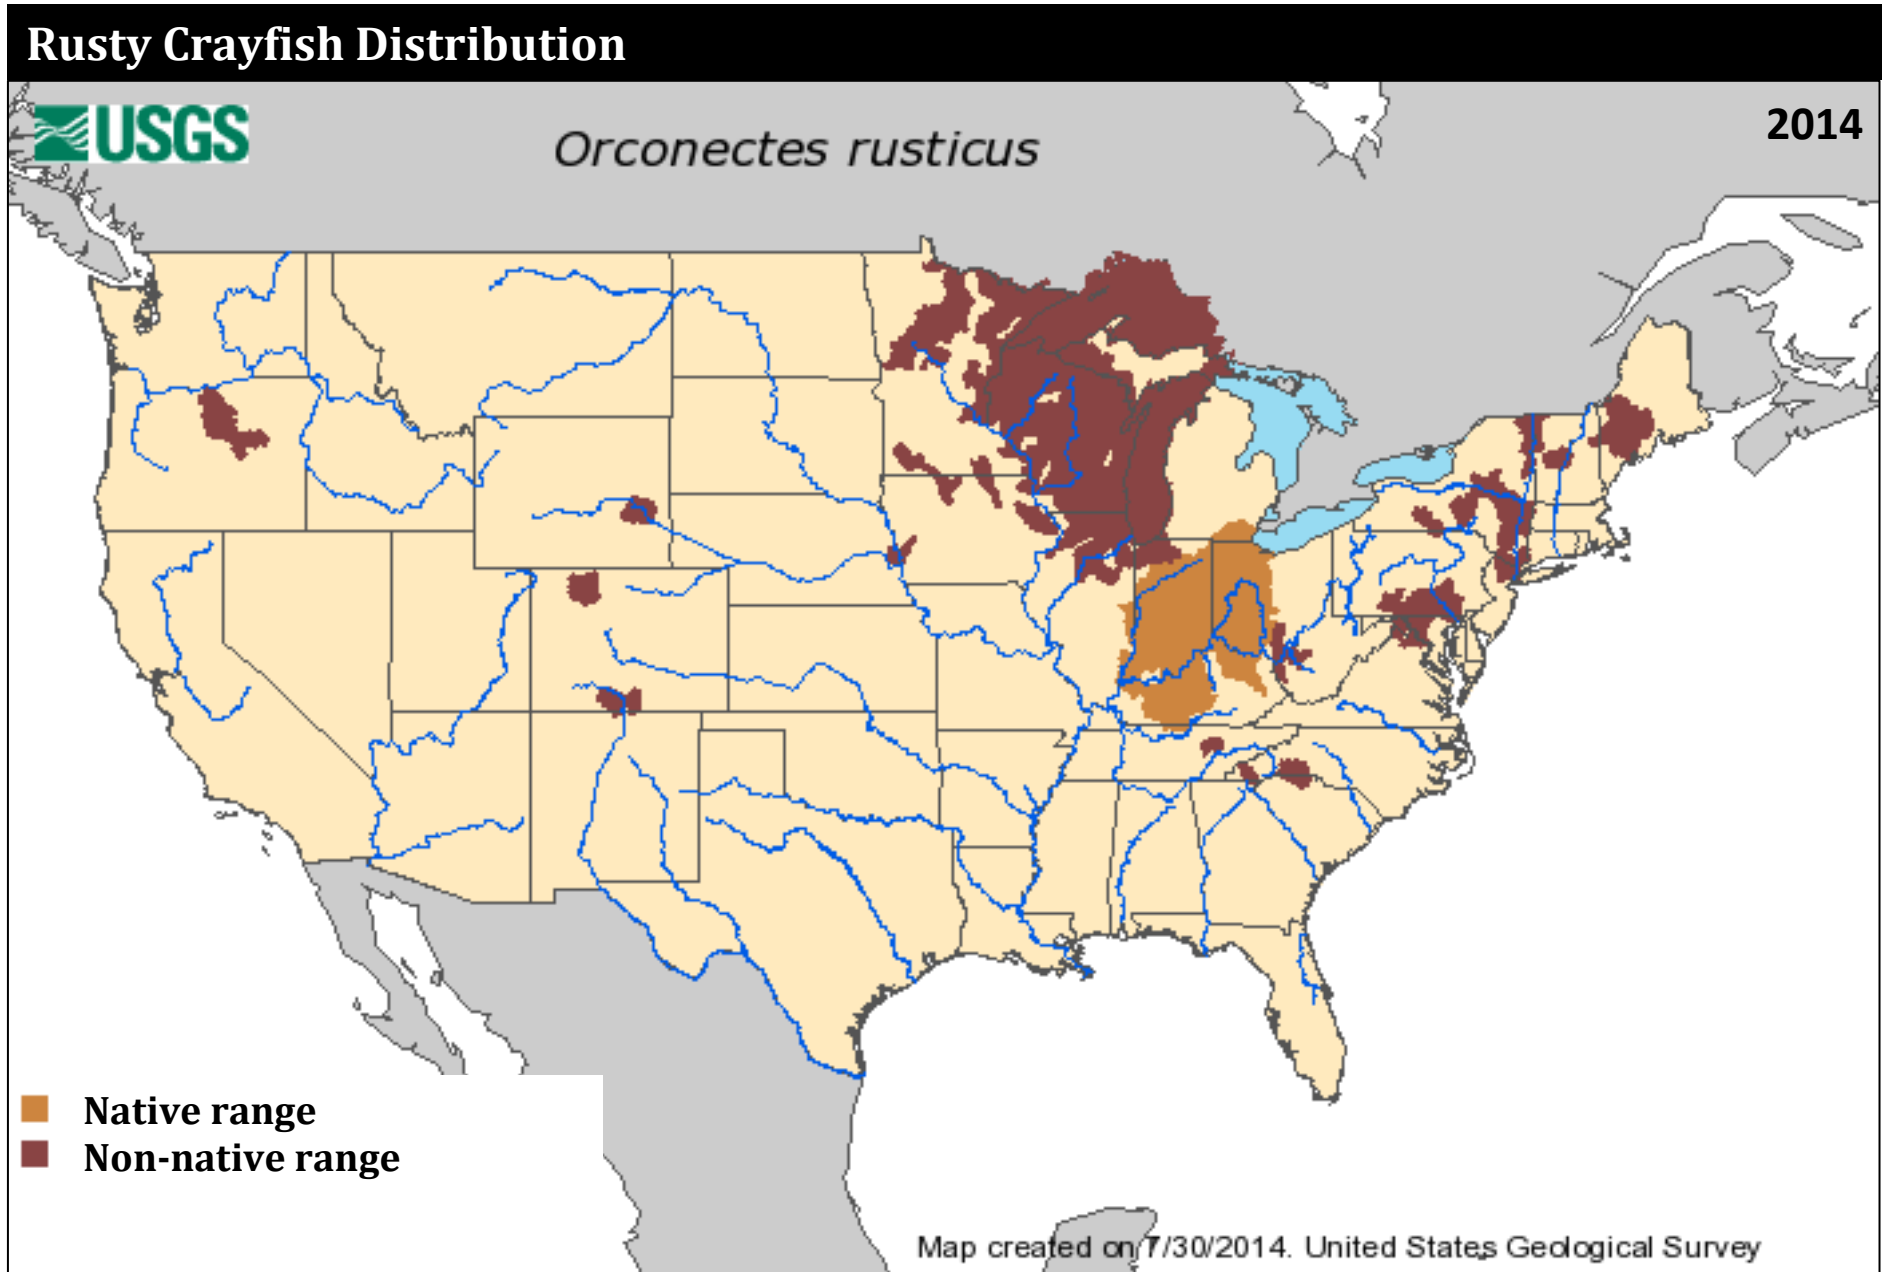 Rusty Crayfish Distribution
USGS
Orconectes rusticus
2014
Native range
Non-native range
Map created on 7/30/2014. United States Geological Survey